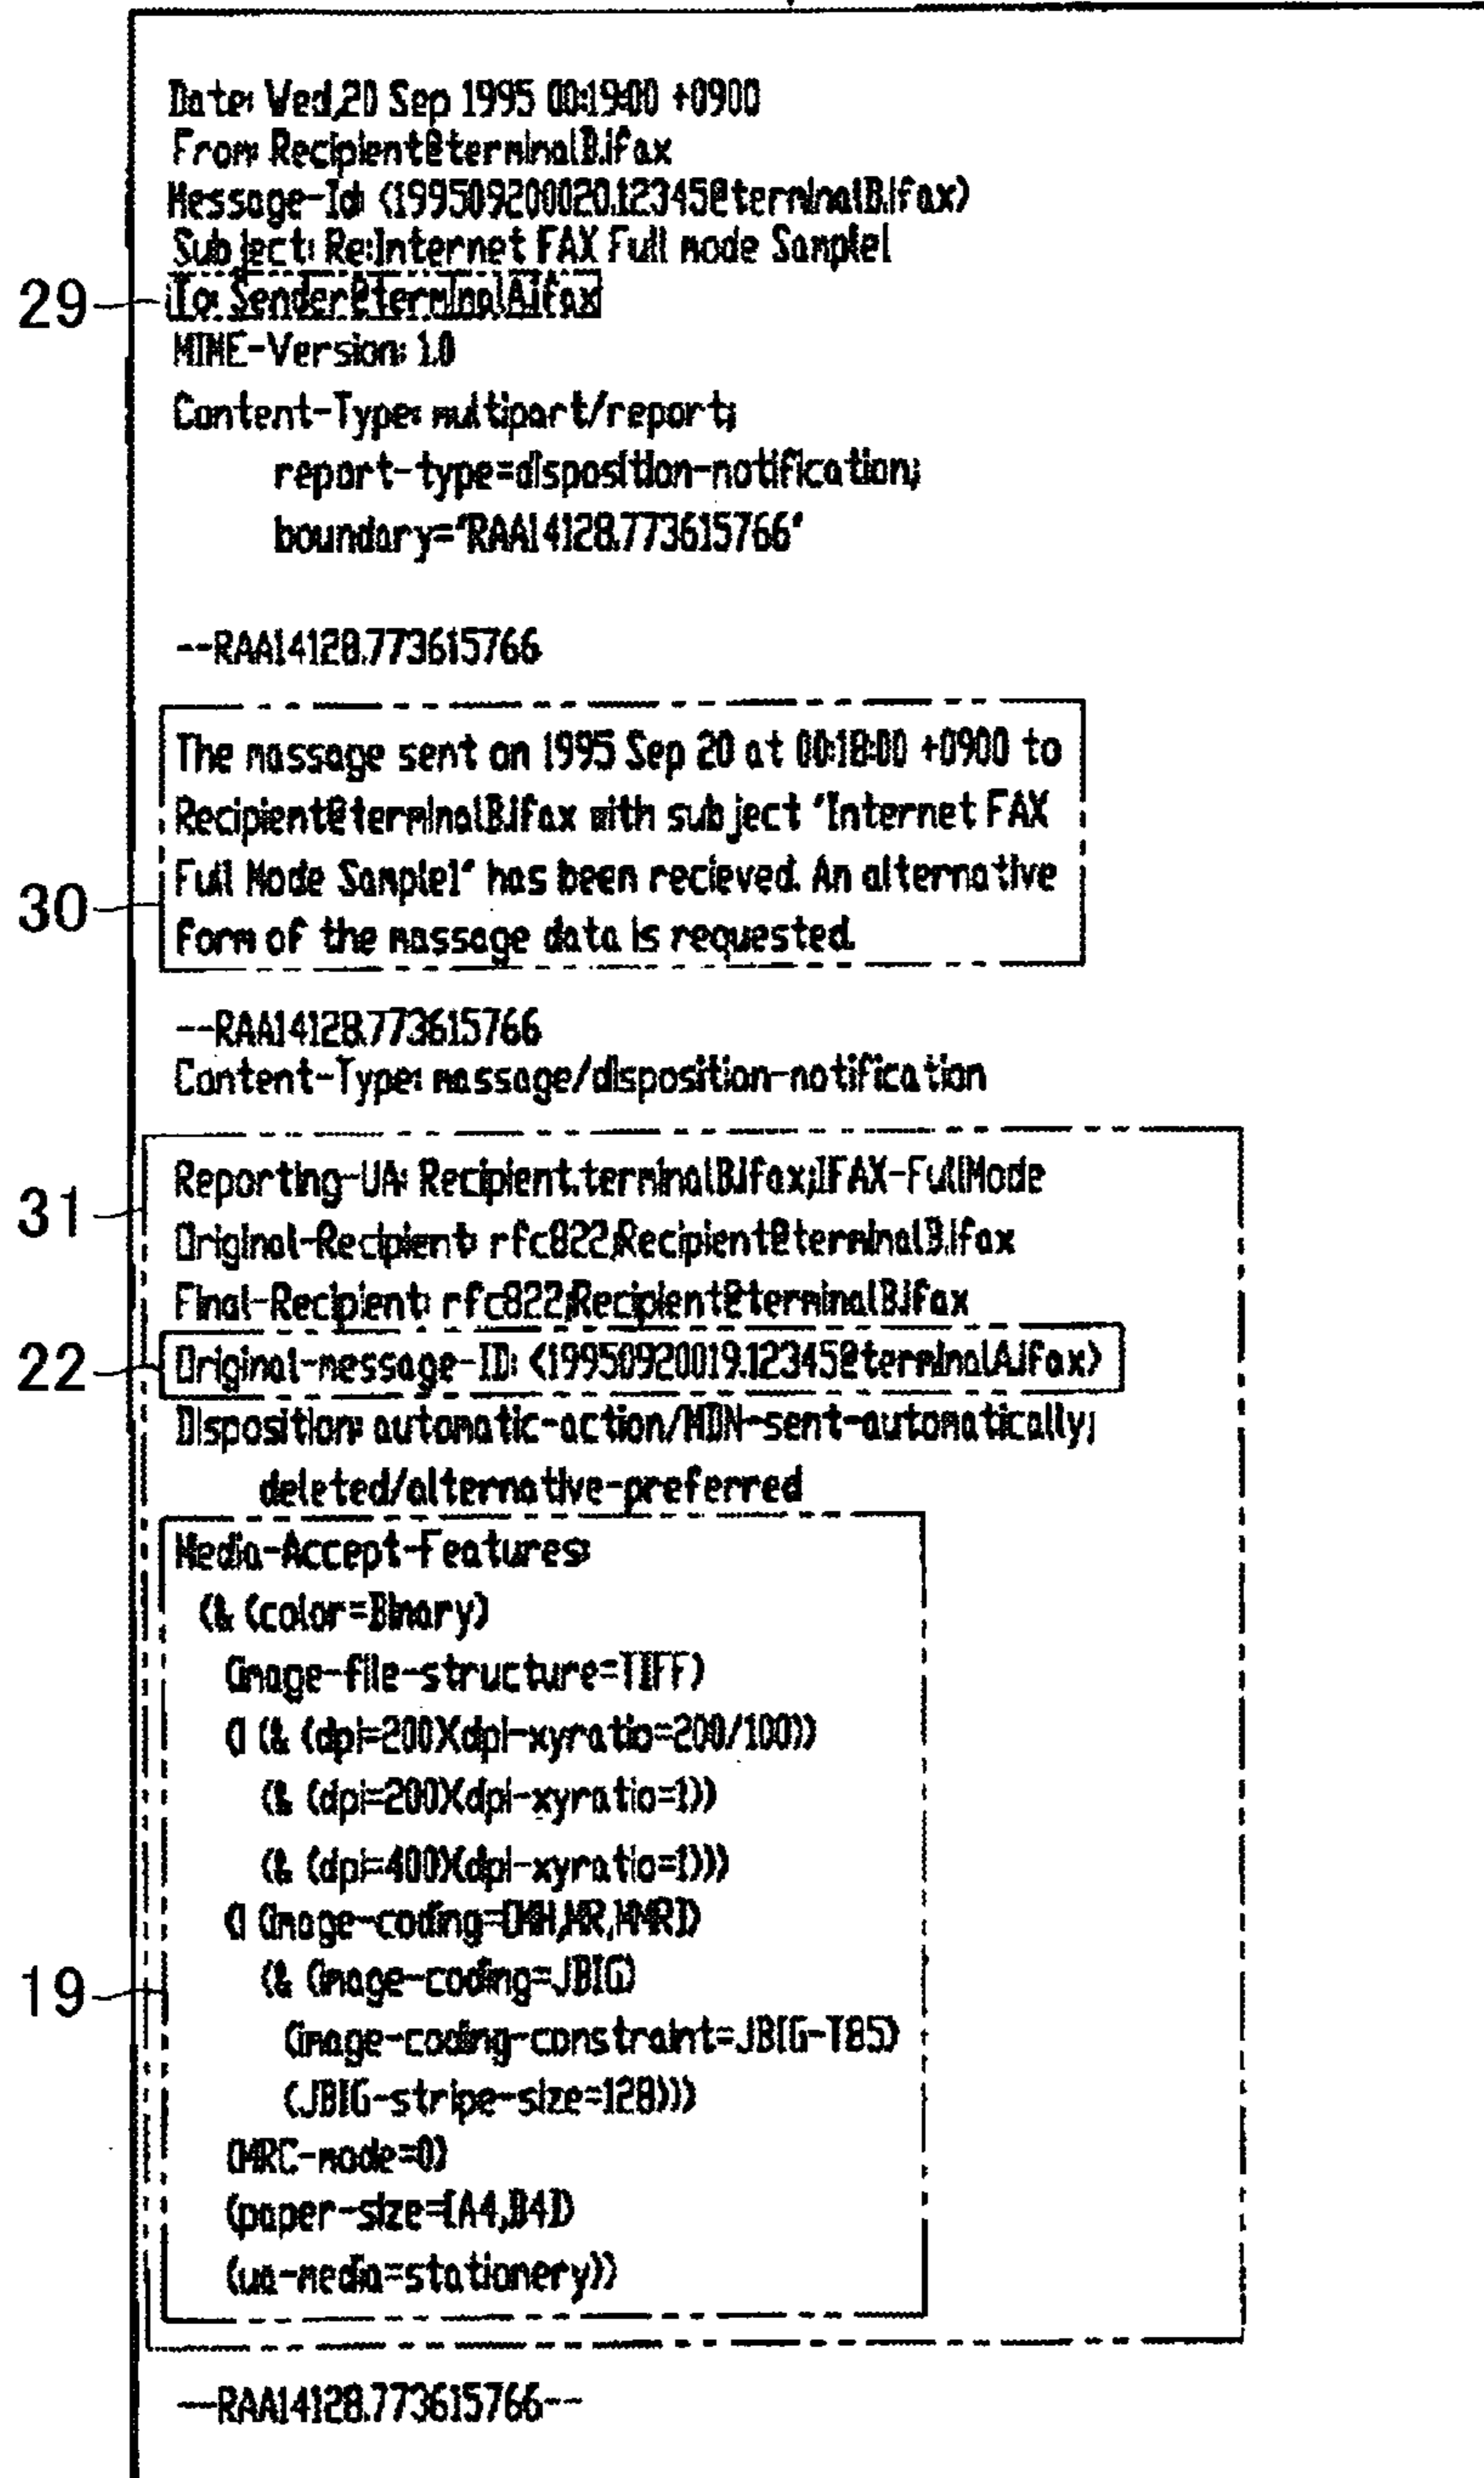 Date: Wed,20 Sep 1995 00:19:00 +0900
From: Recipient@terminalB.ifax
Message-Id: <199509200020.12345@terminalB.ifax>
Subject: Re:Internet FAX Full mode Sample1
29
To: Sender@terminalA.ifax
MIME-Version: 1.0
Content-Type: multipart/report;
report-type=disposition-notification;
boundary="RAA14128.773615766"
--RAA14128.773615766
The massage sent on 1995 Sep 20 at 00:18:00 +0900 to
Recipient@terminalB.ifax with subject "Internet FAX
Full Mode Sample1" has been recieved. An alternative
30
form of the massage data is requested.
--RAA14128.773615766
Content-Type: massage/disposition-notification
31
Reporting-UA: Recipient.terminalB.ifax;IFAX-FullMode
Original-Recipient: rfc822;Recipient@terminalB.ifax
Final-Recipient: rfc822;Recipient@terminalB.ifax
22
Original-message-ID: <19950920019.12345@terminalA.ifax>
Disposition: automatic-action/MDN-sent-automatically;
deleted/alternative-preferred
Media-Accept-Features:
(& (color=Binary)
(image-file-structure=TIFF)
(| (& (dpi=200)(dpi-xyratio=200/100))
(& (dpi=200)(dpi-xyratio=1))
(& (dpi=400)(dpi-xyratio=1)))
(| (image-coding=[MH,MR,MMR])
19
(& (image-coding=JBIG)
(image-coding-constraint=JBIG-T85)
(JBIG-stripe-size=128)))
(MRC-mode=0)
(paper-size=[A4,B4])
(ua-media=stationery))
--RAA14128.773615766--